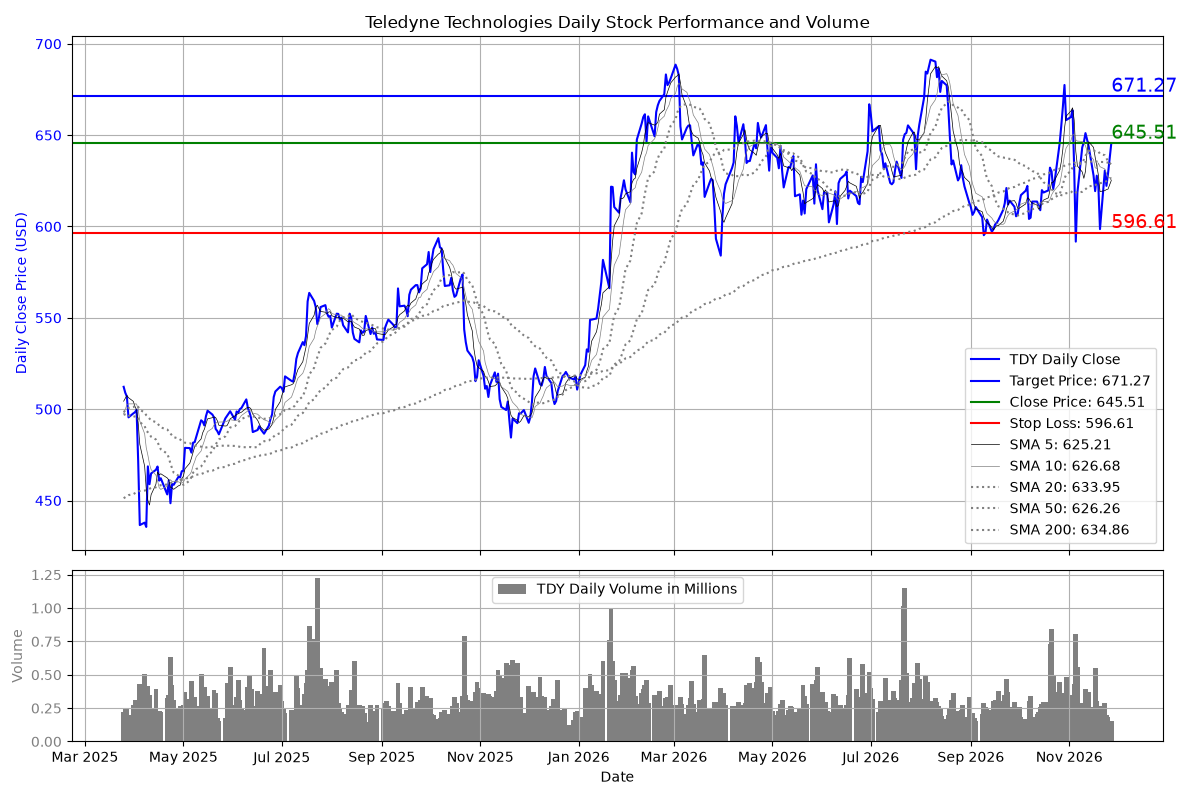 Teledyne Technologies Daily Stock Performance and Volume
700
650
600
550
500
450
Daily Close Price (USD)
671.27
645.51
596.61
TDY Daily Close
Target Price: 671.27
Close Price: 645.51
Stop Loss: 596.61
SMA 5: 625.21
SMA 10: 626.68
SMA 20: 633.95
SMA 50: 626.26
SMA 200: 634.86
1.25
1.00
0.75
0.50
0.25
0.00
Volume
TDY Daily Volume in Millions
Mar 2025 May 2025 Jul 2025 Sep 2025 Nov 2025 Jan 2026 Mar 2026 May 2026 Jul 2026 Sep 2026 Nov 2026
Date